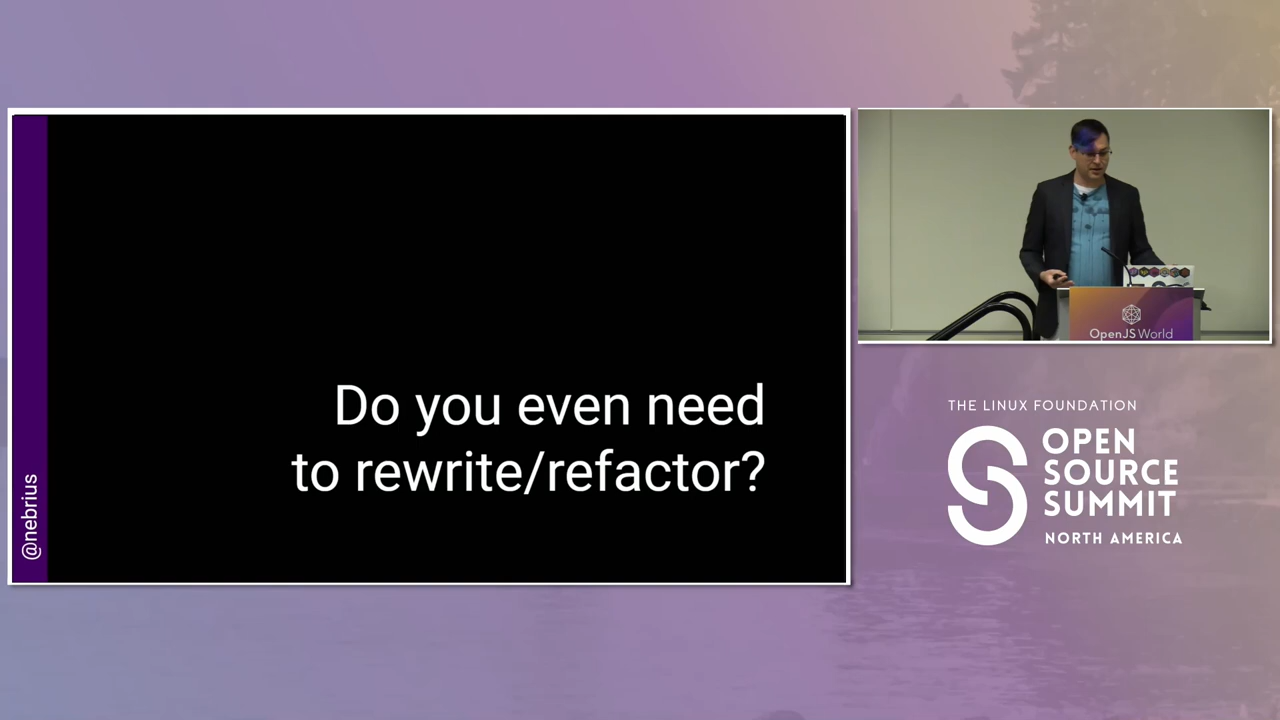 @nebrius
Do you even need
to rewrite/refactor?
OpenJS World
THE LINUX FOUNDATION
OPEN
SOURCE
SUMMIT
NORTH AMERICA